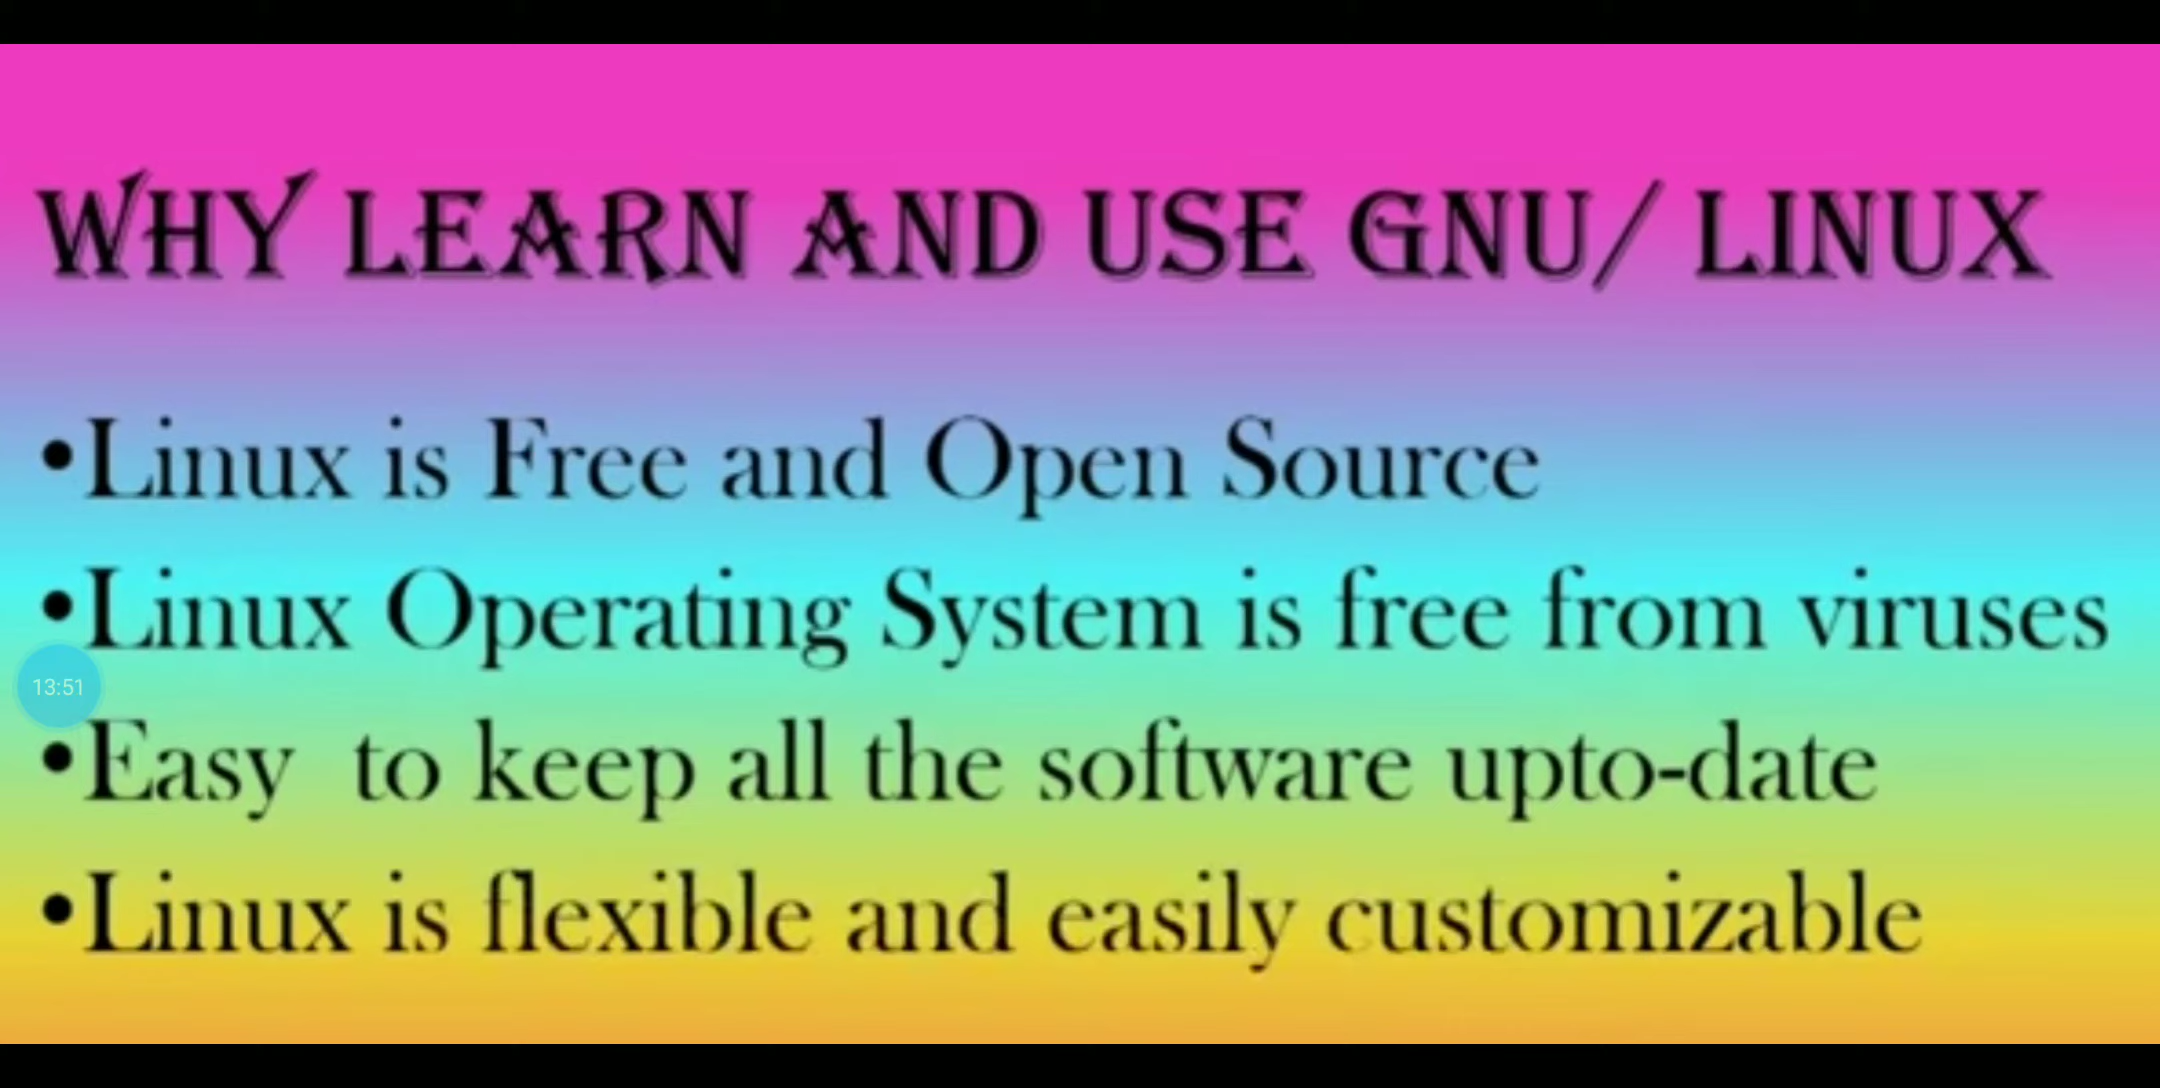 WHY LEARN AND USE GNU/ LINUX
•Linux is Free and Open Source
•Linux Operating System is free from viruses
13:51
•Easy  to keep all the software upto-date
•Linux is flexible and easily customizable